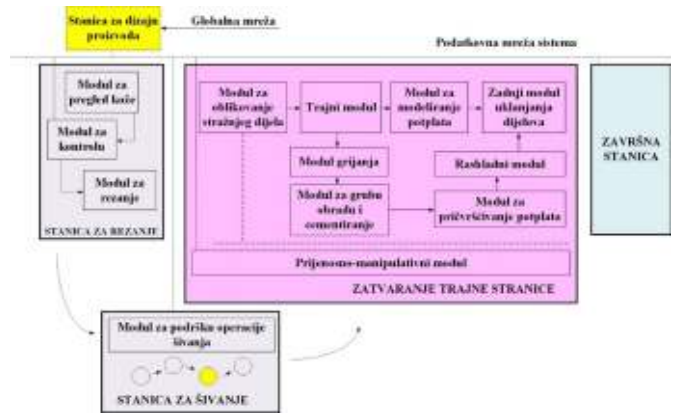 Stanica za dizajn
proizvoda
Globalna mreža
Podatkovna mreža sistema
Modul za
pregled kože
Modul za
kontrolu
Modul za
rezanje
STANICA ZA REZANJE
Modul za
oblikovanje
stražnjeg dijela
Trajni modul
Modul za
modeliranje
potplata
Zadnji modul
uklanjanja
dijelova
Modul grijanja
Rashladni modul
Modul za grubu
obradu i
cementiranje
Modul za
pričvršćivanje potplata
Prijenosno-manipulativni modul
ZATVARANJE TRAJNE STRANICE
ZAVRŠNA
STANICA
Modul za podršku operacije
šivanja
STANICA ZA ŠIVANJE